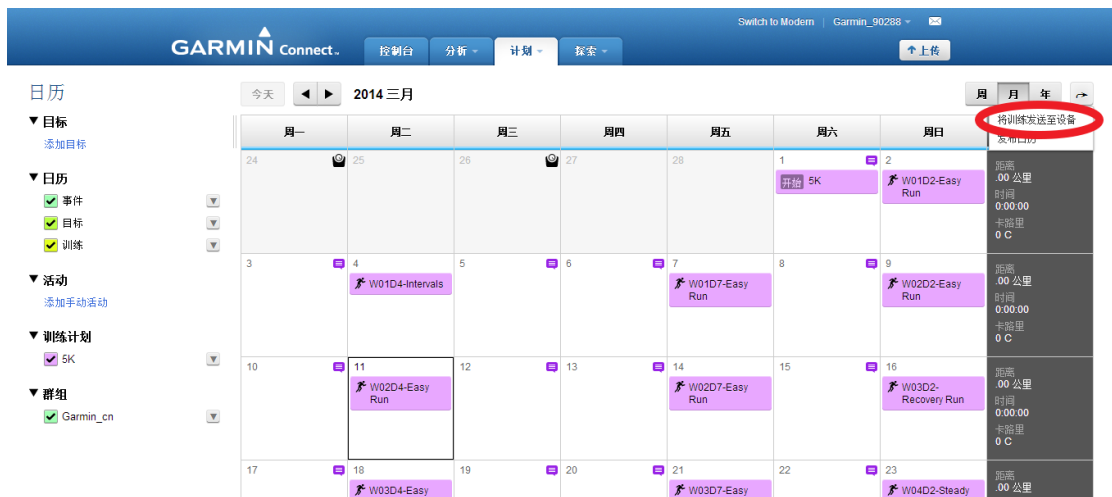 Switch to Modern
Garmin_90288
GARMIN Connect
控制台
分析
计划
探索
上传
日历
今天
2014 三月
周
月
年
将训练发送至设备
发布日历
目标
添加目标
日历
事件
目标
训练
活动
添加手动活动
训练计划
5K
群组
Garmin_cn
周一
周二
周三
周四
周五
周六
周日
24
25
26
27
28
1
开始 5K
2
W01D2-Easy
Run
距离
.00 公里
时间
0:00:00
卡路里
0 C
3
4
W01D4-Intervals
5
6
7
W01D7-Easy
Run
8
9
W02D2-Easy
Run
距离
.00 公里
时间
0:00:00
卡路里
0 C
10
11
W02D4-Easy
Run
12
13
14
W02D7-Easy
Run
15
16
W03D2-
Recovery Run
距离
.00 公里
时间
0:00:00
卡路里
0 C
17
18
W03D4-Easy
19
20
21
W03D7-Easy
22
23
W04D2-Steady
距离
.00 公里